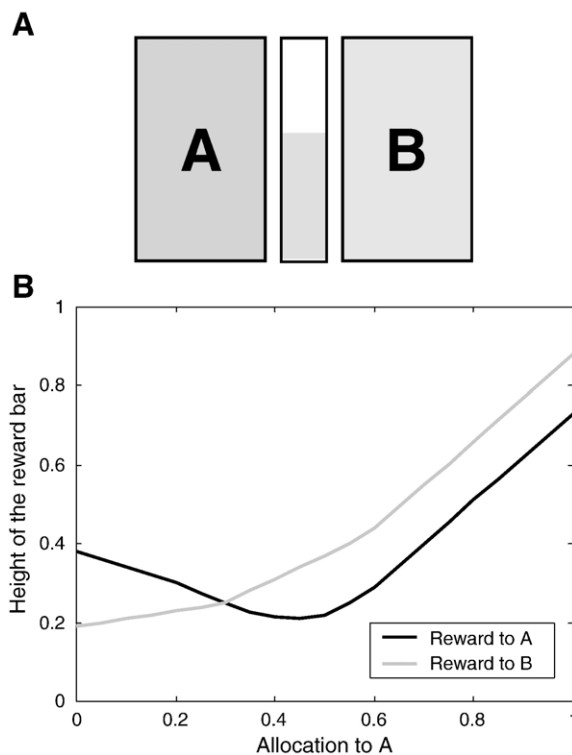 A
A
B
B
1
0.8
0.6
0.4
0.2
0
Height of the reward bar
Reward to A
Reward to B
0 0.2 0.4 0.6 0.8 1
Allocation to A